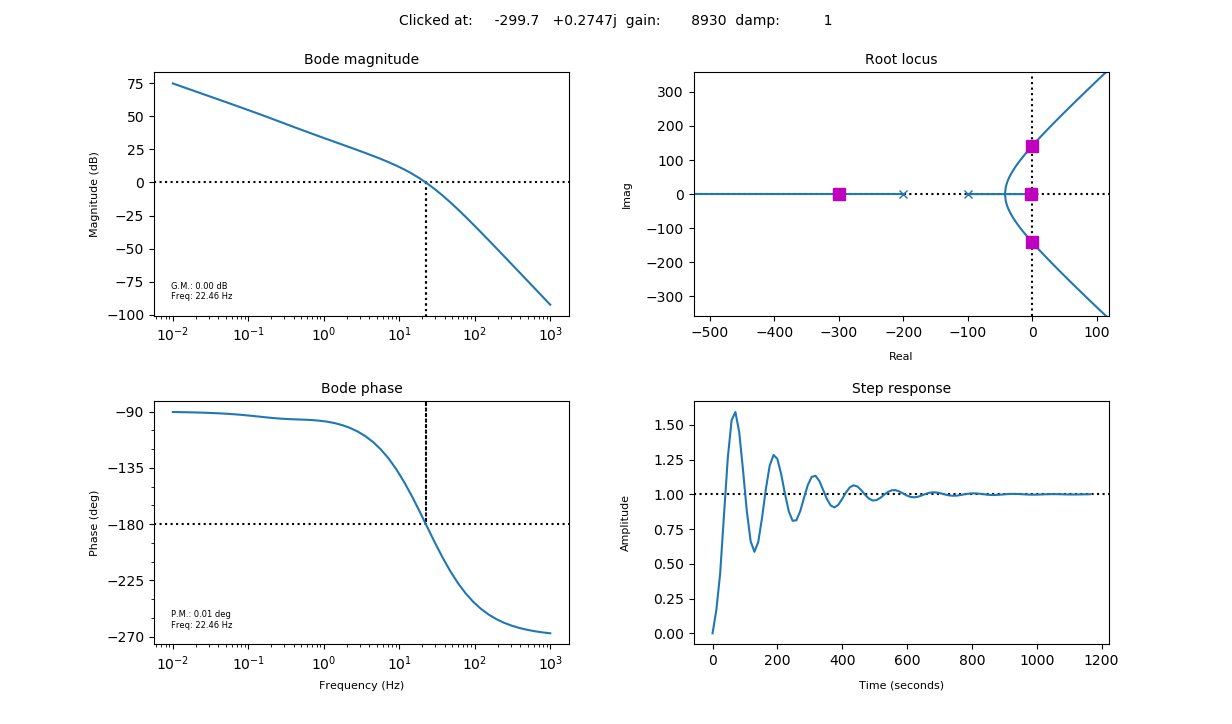 Clicked at: -299.7 +0.2747j gain: 8930 damp: 1
Bode magnitude
75
50
25
0
−25
−50
−75
−100
Magnitude (dB)
G.M.: 0.00 dB
Freq: 22.46 Hz
10⁻² 10⁻¹ 10⁰ 10¹ 10² 10³
Root locus
300
200
100
0
−100
−200
−300
Imag
−500 −400 −300 −200 −100 0 100
Real
Bode phase
−90
−135
−180
−225
−270
Phase (deg)
P.M.: 0.01 deg
Freq: 22.46 Hz
10⁻² 10⁻¹ 10⁰ 10¹ 10² 10³
Frequency (Hz)
Step response
1.50
1.25
1.00
0.75
0.50
0.25
0.00
Amplitude
0 200 400 600 800 1000 1200
Time (seconds)